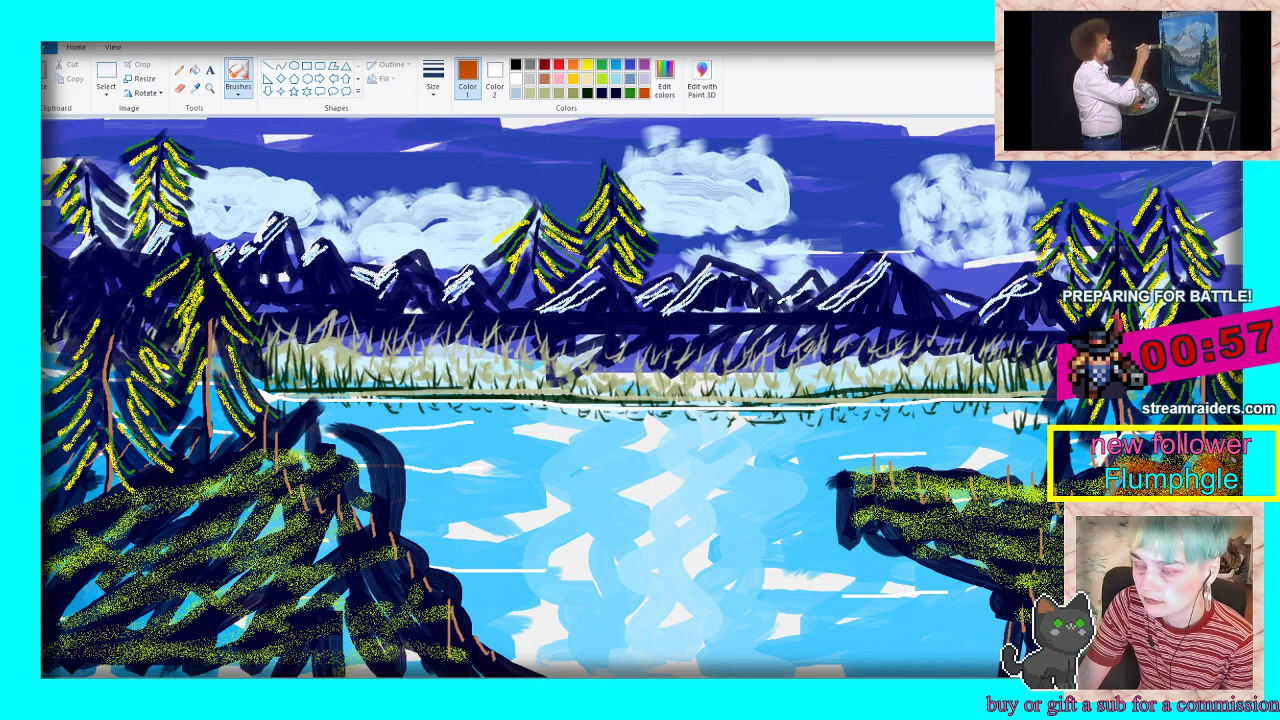 Home View
Cut
Copy
Select
Crop
Resize
Rotate
Image
A
Tools
Brushes
Outline
Fill
Shapes
Size
Color 1
Color 2
Edit colors
Edit with Paint 3D
Colors
PREPARING FOR BATTLE!
00:57
streamraiders.com
new follower
Flumphgle
buy or gift a sub for a commission